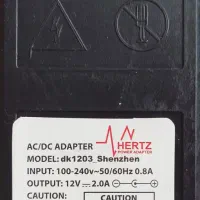 HERTZ
POWER ADAPTER
AC/DC ADAPTER
MODEL: dk1203_Shenzhen
INPUT: 100-240v~50/60Hz 0.8A
OUTPUT: 12V 2.0A
CAUTION: CAUTION